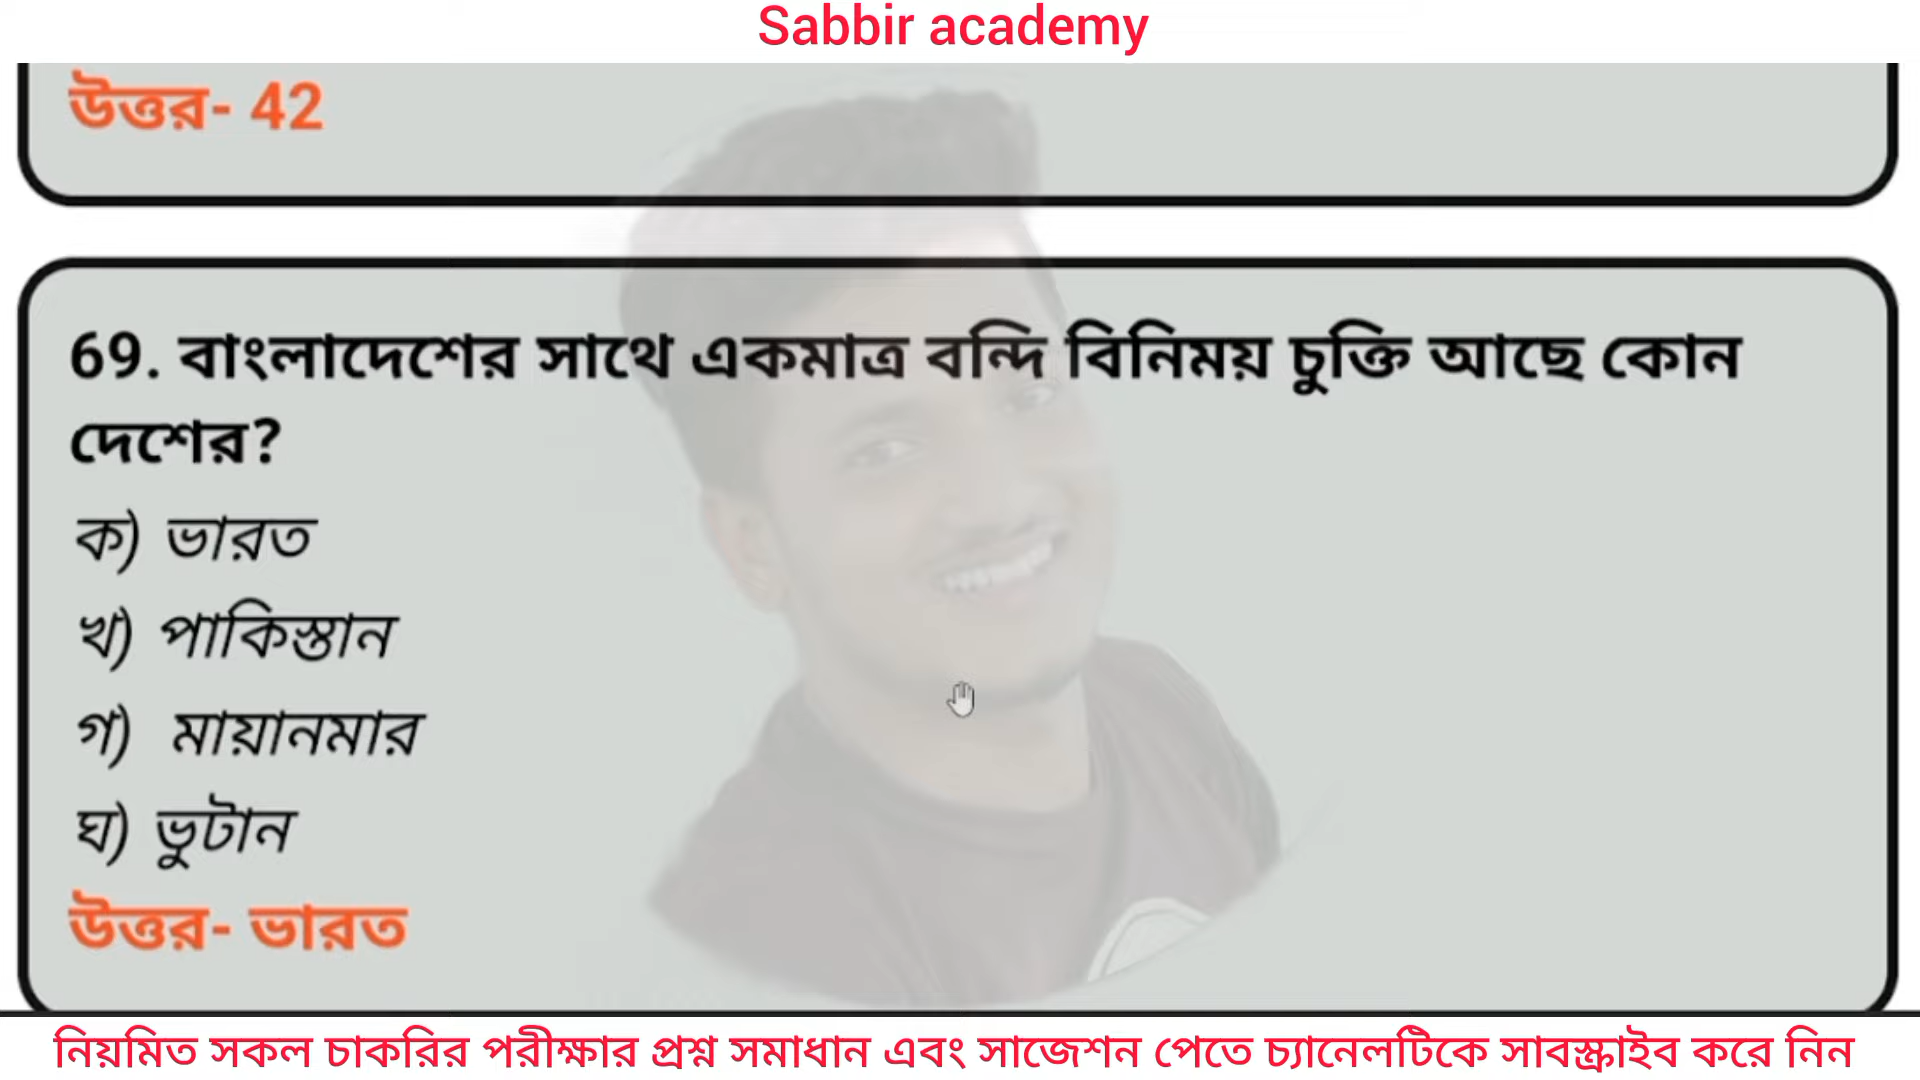 Sabbir academy
উত্তর- 42
69. বাংলাদেশের সাথে একমাত্র বন্দি বিনিময় চুক্তি আছে কোন
দেশের?
ক) ভারত
খ) পাকিস্তান
গ) মায়ানমার
ঘ) ভুটান
উত্তর- ভারত
নিয়মিত সকল চাকরির পরীক্ষার প্রশ্ন সমাধান এবং সাজেশন পেতে চ্যানেলটিকে সাবস্ক্রাইব করে নিন